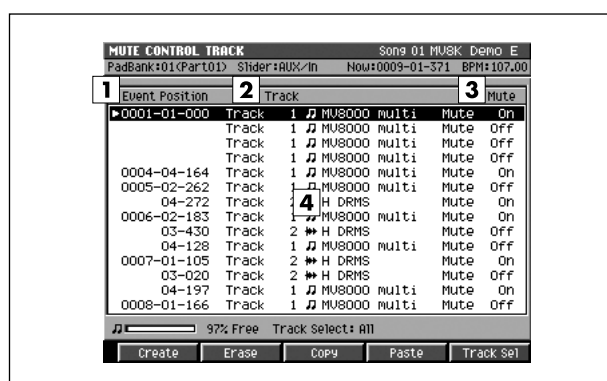 MUTE CONTROL TRACK Song 01 MV8K Demo E
PadBank:01(Part01) Slider:AUX/In Now:0009-01-371 BPM:107.00
1 2 3
Event Position Track Mute
▶0001-01-000 Track 1 ♫ MV8000 multi Mute On
Track 1 ♫ MV8000 multi Mute Off
Track 1 ♫ MV8000 multi Mute Off
Track 1 ♫ MV8000 multi Mute Off
0004-04-164 Track 1 ♫ MV8000 multi Mute On
0005-02-262 Track 1 ♫ MV8000 multi Mute Off
04-272 Track 4 H DRMS Mute On
0006-02-183 Track 1 ♫ MV8000 multi Mute On
03-430 Track 2 H DRMS Mute Off
04-128 Track 1 ♫ MV8000 multi Mute Off
0007-01-105 Track 2 H DRMS Mute On
03-020 Track 2 H DRMS Mute Off
04-197 Track 1 ♫ MV8000 multi Mute On
0008-01-166 Track 1 ♫ MV8000 multi Mute Off
97% Free Track Select: All
Create Erase Copy Paste Track Sel